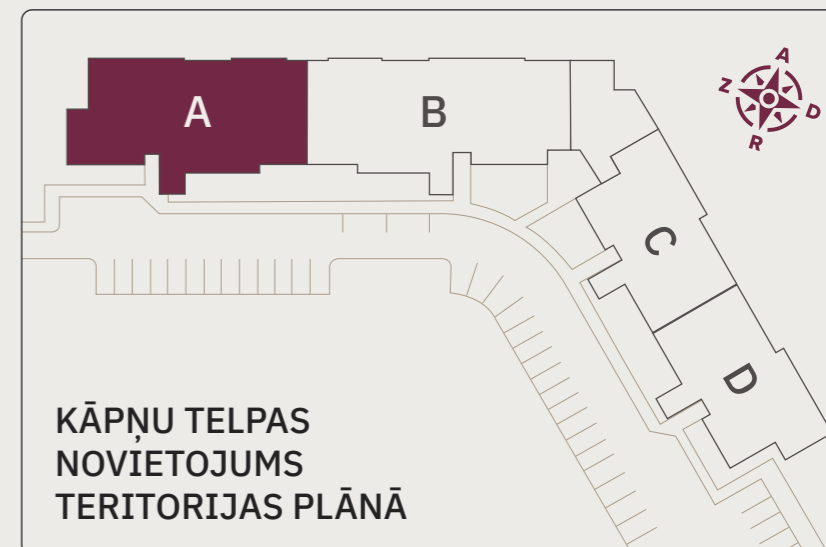 A
B
C
D
A
Z
D
R
KĀPŅU TELPAS
NOVIETOJUMS
TERITORIJAS PLĀNĀ